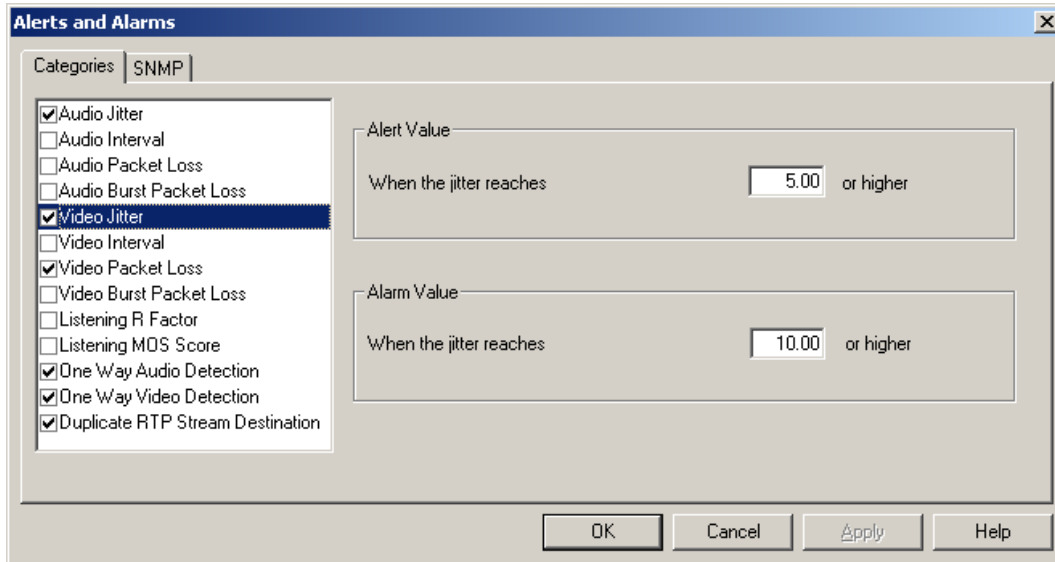 Alerts and Alarms
Categories SNMP
Audio Jitter
Audio Interval
Audio Packet Loss
Audio Burst Packet Loss
Video Jitter
Video Interval
Video Packet Loss
Video Burst Packet Loss
Listening R Factor
Listening MOS Score
One Way Audio Detection
One Way Video Detection
Duplicate RTP Stream Destination
Alert Value
When the jitter reaches 5.00 or higher
Alarm Value
When the jitter reaches 10.00 or higher
OK Cancel Apply Help